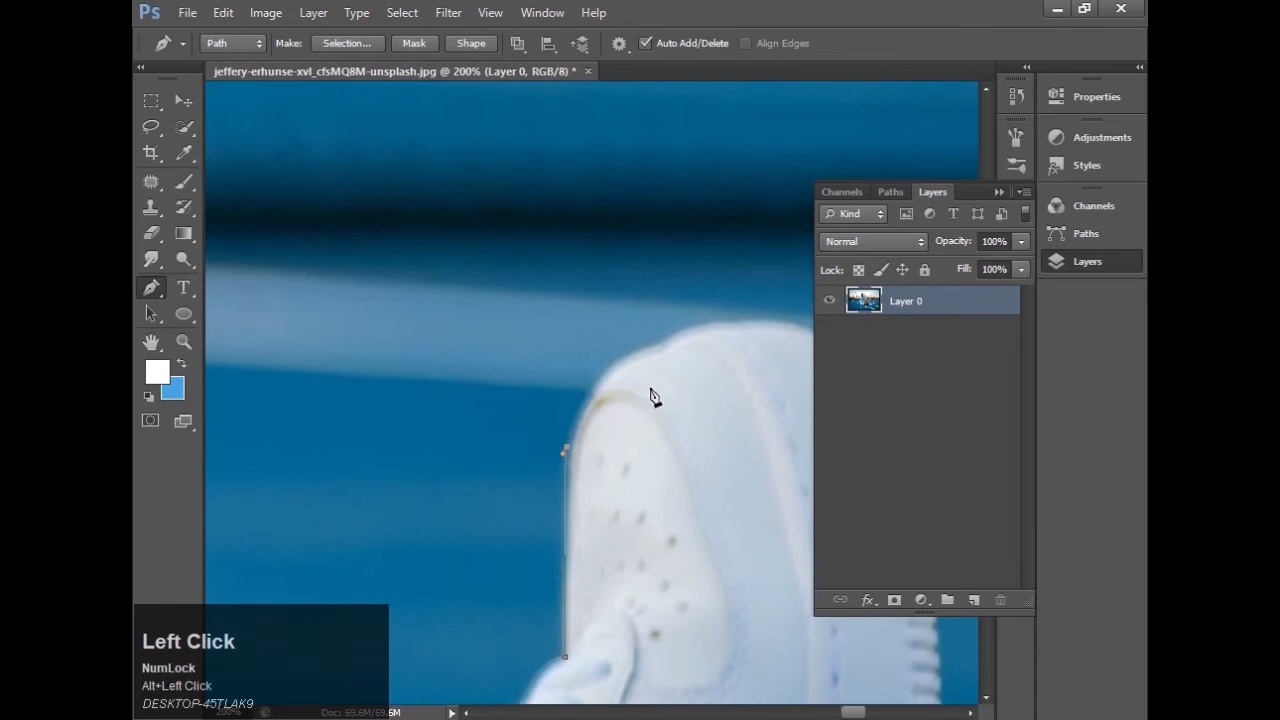 Ps File Edit Image Layer Type Select Filter View Window Help
Path Make: Selection... Mask Shape Auto Add/Delete Align Edges
jeffery-erhunse-xvl_cfsMQ8M-unsplash.jpg @ 200% (Layer 0, RGB/8) *
Properties
Adjustments
Styles
Channels
Paths
Layers
Channels Paths Layers
Kind
Normal Opacity: 100%
Lock: Fill: 100%
Layer 0
fx
Left Click
NumLock
Alt+Left Click
DESKTOP-45TLAK9
200% Doc: 69.6M/69.6M